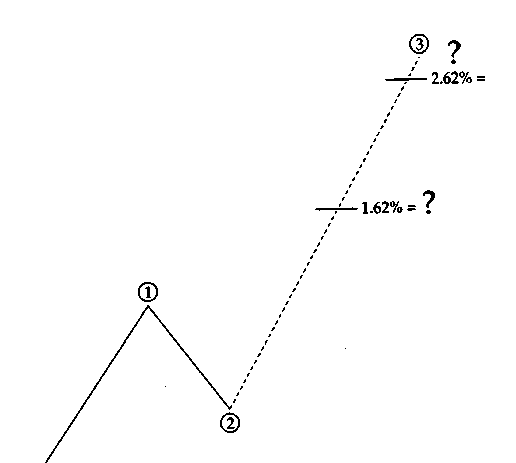 ③ ?
2.62% =
1.62% = ?
①
②